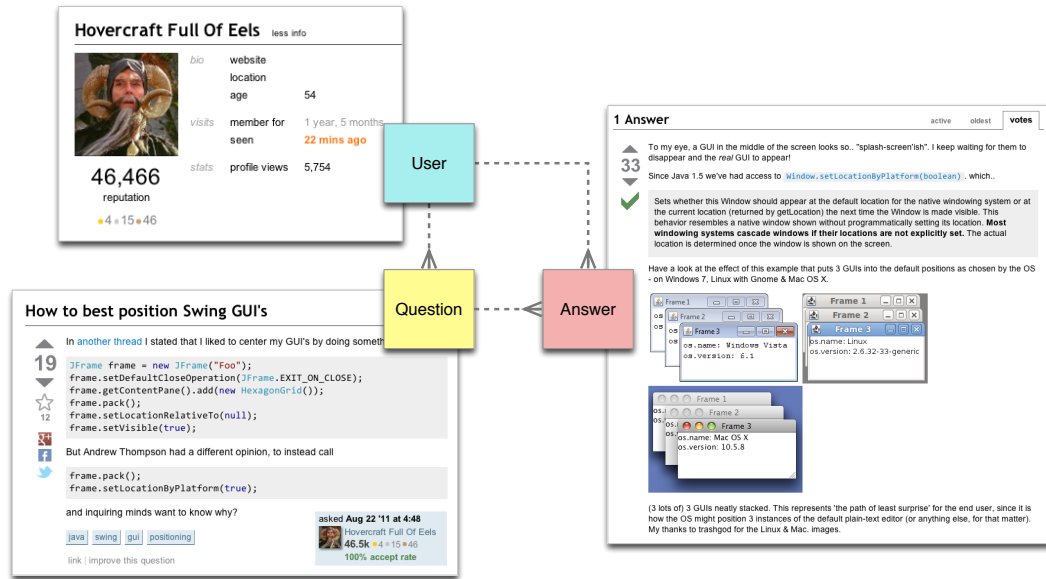 Hovercraft Full Of Eels less info
bio website
location
age 54
visits member for 1 year, 5 months
seen 22 mins ago
stats profile views 5,754
46,466
reputation
4 15 46
User
Question
Answer
How to best position Swing GUI's
19
12
In another thread I stated that I liked to center my GUI's by doing
JFrame frame = new JFrame("Foo");
frame.setDefaultCloseOperation(JFrame.EXIT_ON_CLOSE);
frame.getContentPane().add(new HexagonGrid());
frame.pack();
frame.setLocationRelativeTo(null);
frame.setVisible(true);
But Andrew Thompson had a different opinion, to instead call
frame.pack();
frame.setLocationByPlatform(true);
and inquiring minds want to know why?
java swing gui positioning
link | improve this question
asked Aug 22 '11 at 4:48
Hovercraft Full Of Eels
46.5k 4 15 46
100% accept rate
1 Answer active oldest votes
33
To my eye, a GUI in the middle of the screen looks so.. "splash-screen'ish". I keep waiting for them to
disappear and the real GUI to appear!
Since Java 1.5 we've had access to Window.setLocationByPlatform(boolean) . which..
Sets whether this Window should appear at the default location for the native windowing system or at
the current location (returned by getLocation) the next time the Window is made visible. This
behavior resembles a native window shown without programmatically setting its location. Most
windowing systems cascade windows if their locations are not explicitly set. The actual
location is determined once the window is shown on the screen.
Have a look at the effect of this example that puts 3 GUIs into the default positions as chosen by the OS
- on Windows 7, Linux with Gnome & Mac OS X.
Frame 1
Frame 2
Frame 3
os.name: Windows Vista
os.version: 6.1
Frame 1
Frame 2
Frame 3
os.name: Linux
os.version: 2.6.32-33-generic
Frame 1
Frame 2
Frame 3
os.name: Mac OS X
os.version: 10.5.8
(3 lots of) 3 GUIs neatly stacked. This represents 'the path of least surprise' for the end user, since it is
how the OS might position 3 instances of the default plain-text editor (or anything else, for that matter).
My thanks to trashgod for the Linux & Mac. images.